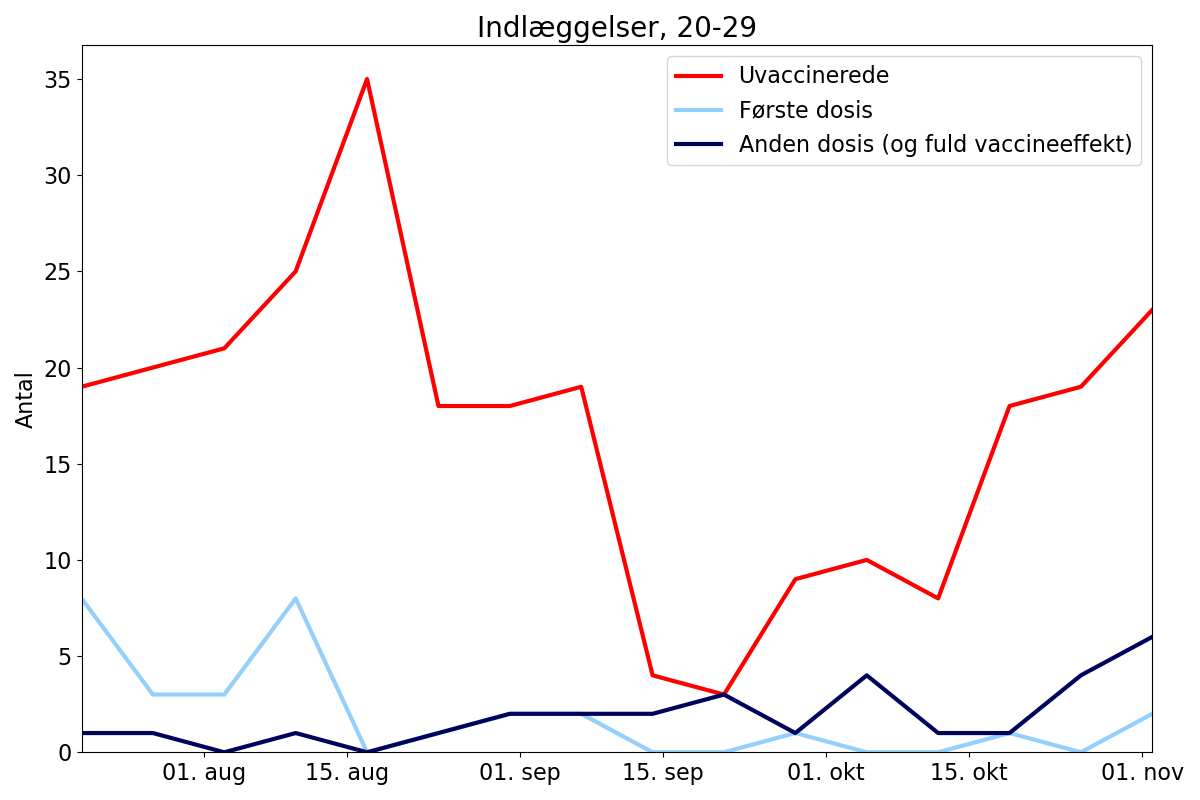 Indlæggelser, 20-29
Uvaccinerede
Første dosis
Anden dosis (og fuld vaccineeffekt)
Antal
35
30
25
20
15
10
5
0
01. aug
15. aug
01. sep
15. sep
01. okt
15. okt
01. nov